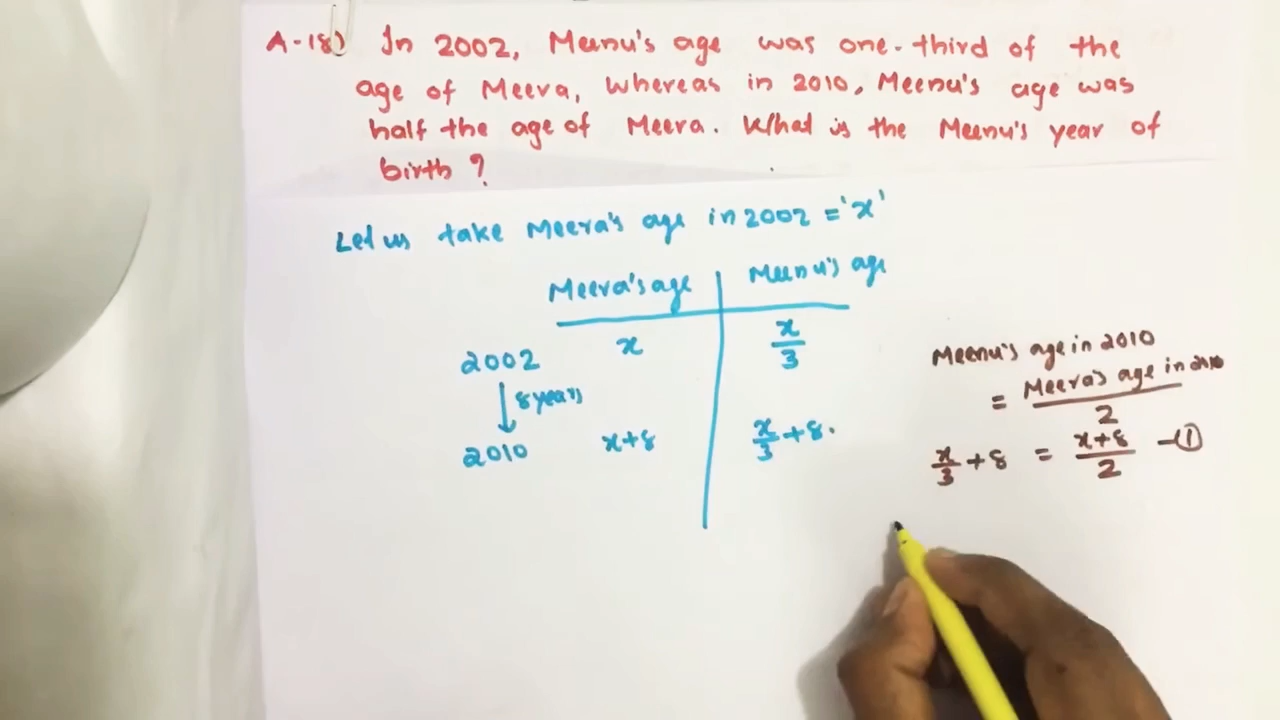 A-18) In 2002, Meenu's age was one-third of the
age of Meera, whereas in 2010, Meenu's age was
half the age of Meera. What is the Meenu's year of
birth ?
Let us take Meera's age in 2002 = 'x'
Meera's age Meenu's age
2002 x x/3
8 years
2010 x+8 x/3 + 8.
Meenu's age in 2010
= Meera's age in 2010 / 2
x/3 + 8 = x+8/2 -①